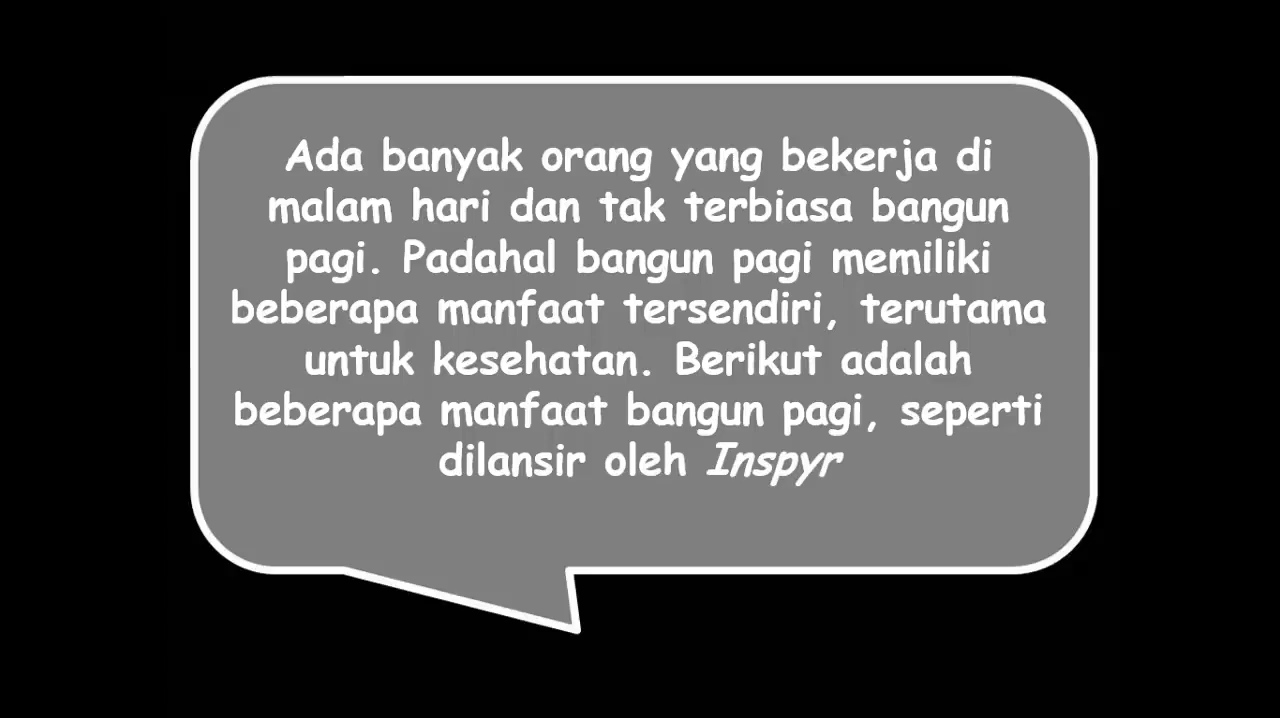 Ada banyak orang yang bekerja di
malam hari dan tak terbiasa bangun
pagi. Padahal bangun pagi memiliki
beberapa manfaat tersendiri, terutama
untuk kesehatan. Berikut adalah
beberapa manfaat bangun pagi, seperti
dilansir oleh Inspyr